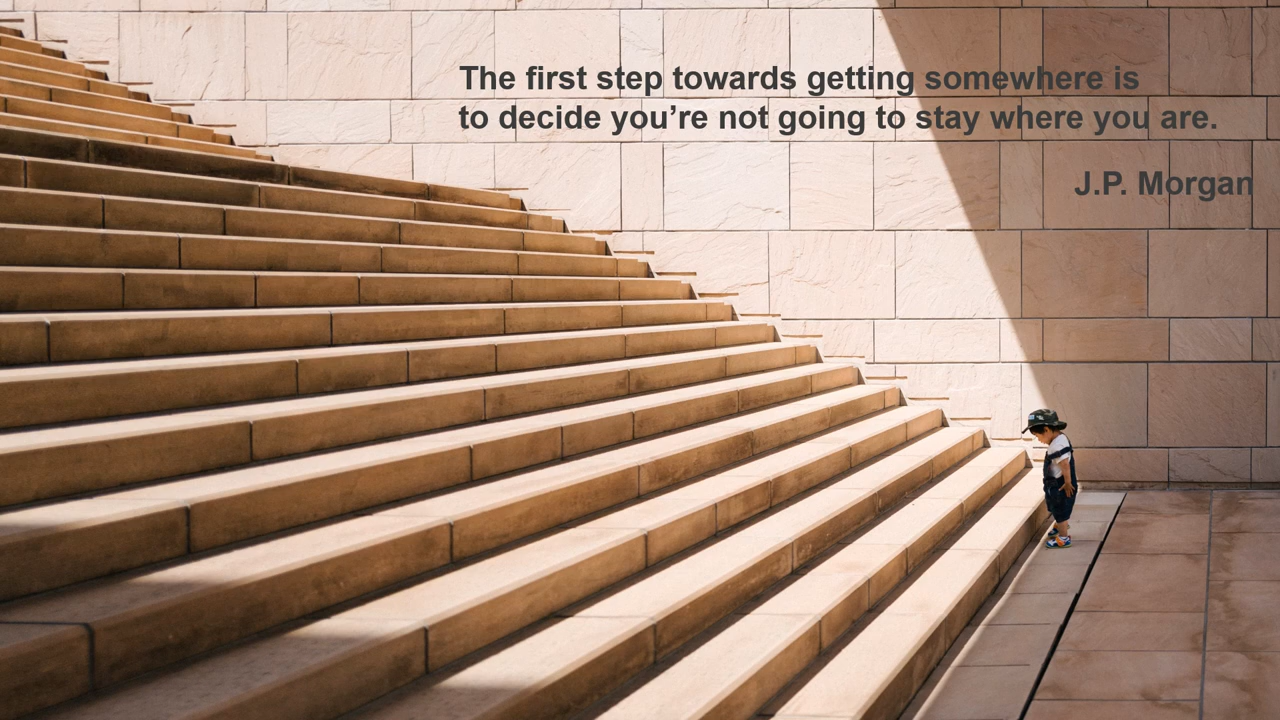 The first step towards getting somewhere is
to decide you’re not going to stay where you are.
J.P. Morgan